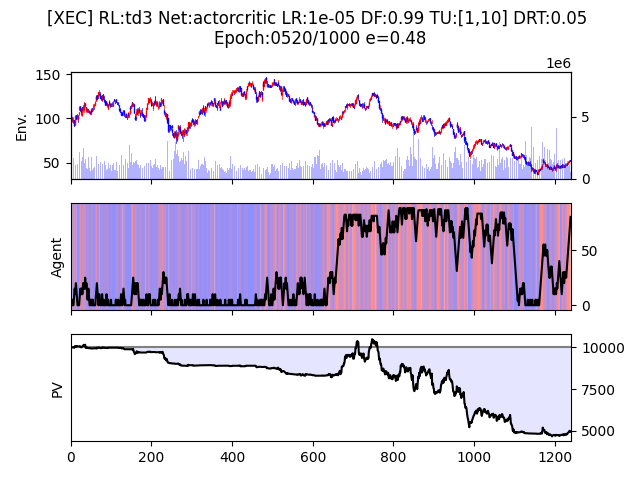 [XEC] RL:td3 Net:actorcritic LR:1e-05 DF:0.99 TU:[1,10] DRT:0.05
Epoch:0520/1000 e=0.48
1e6
150
100
50
Env.
5
0
Agent
50
0
PV
10000
7500
5000
0 200 400 600 800 1000 1200